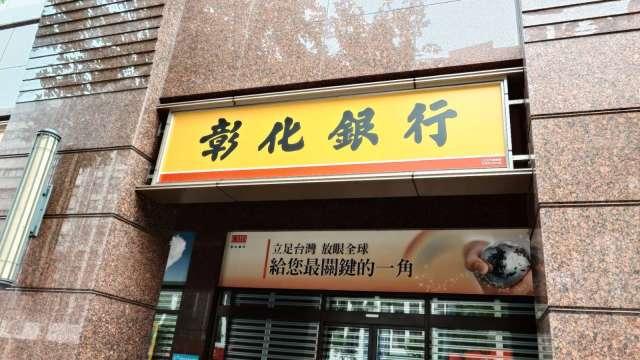 彰化銀行
立足台灣 放眼全球
給您最關鍵的一角